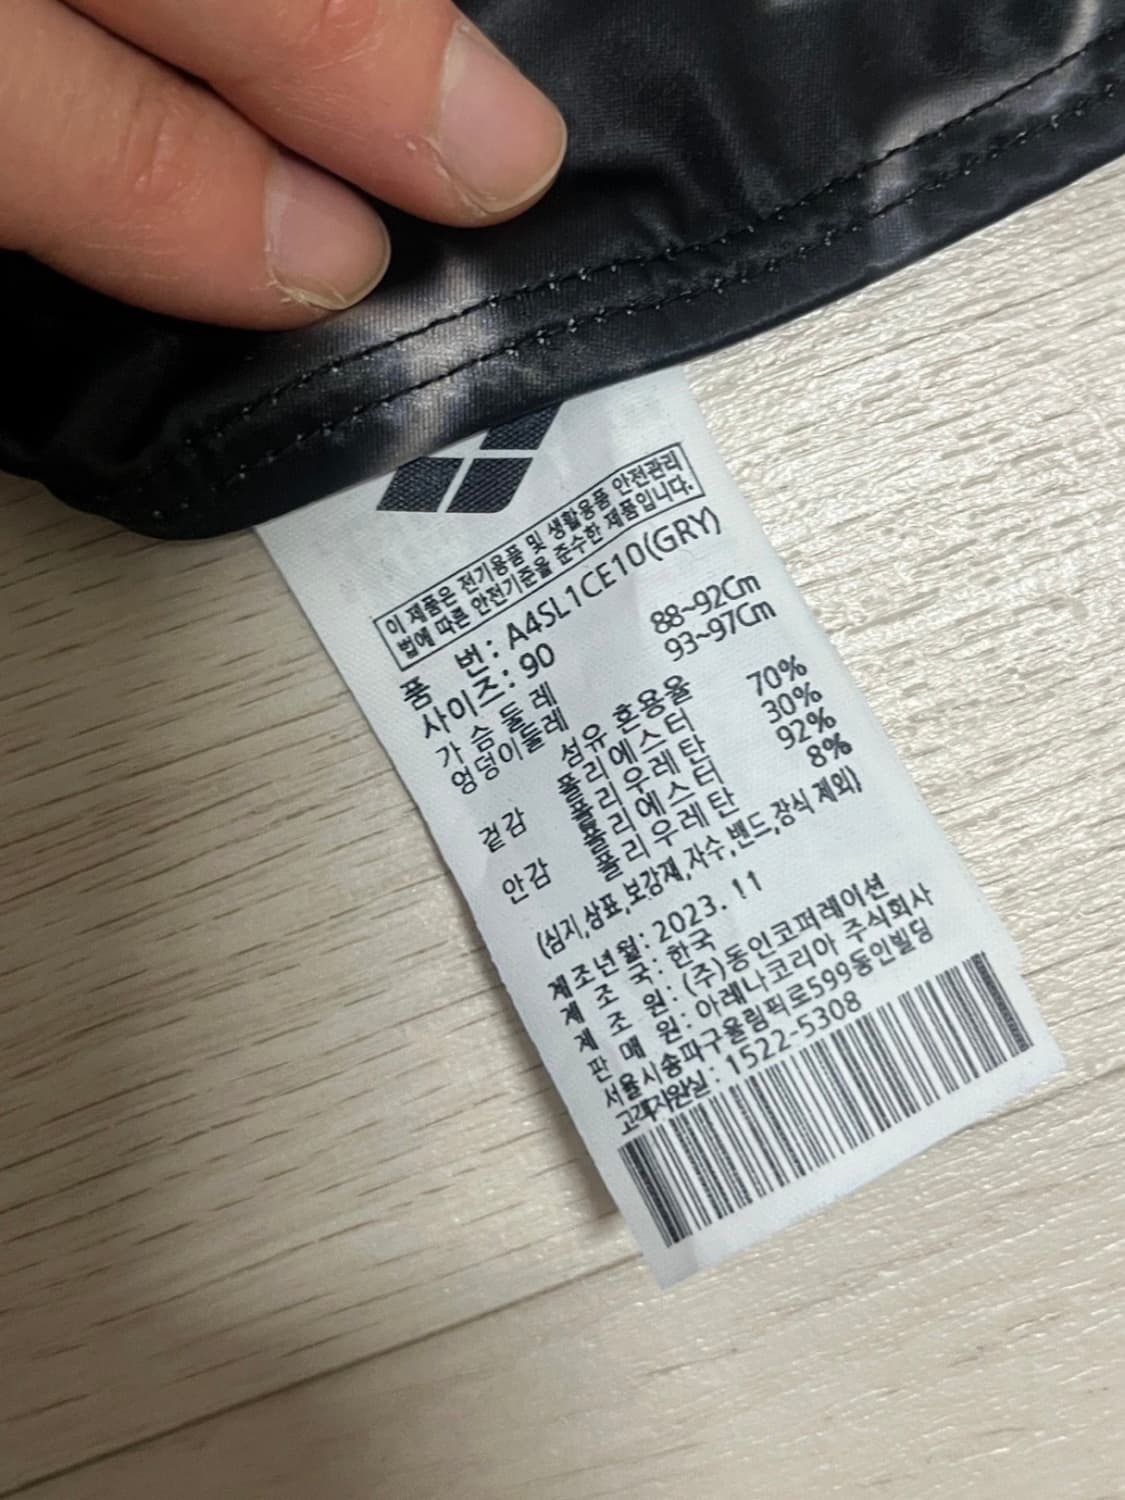 이 제품은 전기용품 및 생활용품 안전관리
법에 따른 안전기준을 준수한 제품입니다.
품 번: A4SL1CE10(GRY)
사이즈: 90
가 슴 둘 레 88~92Cm
엉덩이둘레 93~97Cm
섬유 혼용율
겉감 폴리에스터 70%
폴리우레탄 30%
안감 폴리에스터 92%
폴리우레탄 8%
(심지,상표,보강재,자수,밴드,장식 제외)
제조년월: 2023. 11
제 조 국: 한국
제 조 원: (주)동인코퍼레이션
판 매 원: 아레나코리아 주식회사
서울시송파구올림픽로599동인빌딩
고객지원실: 1522-5308